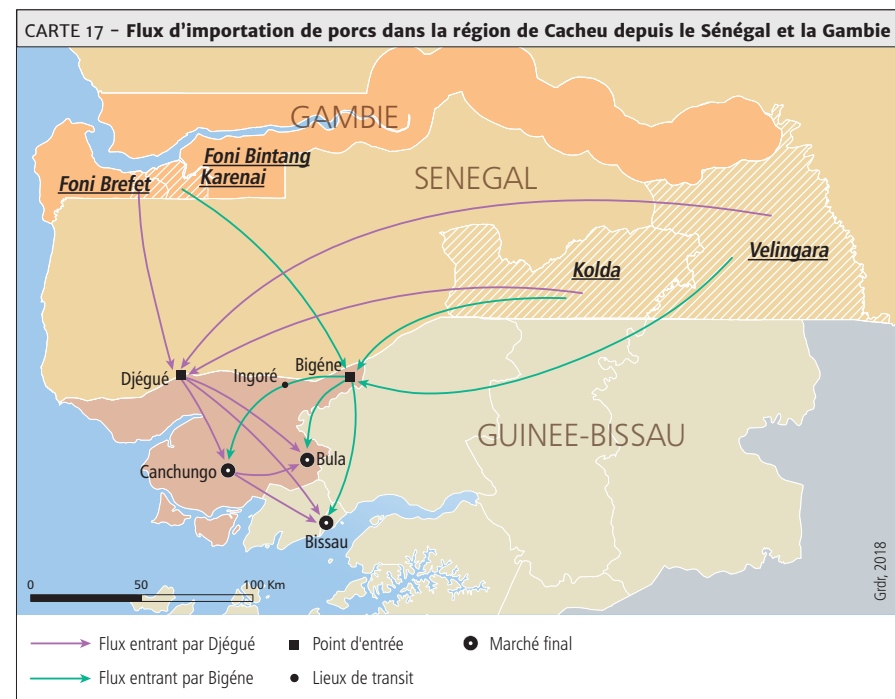 CARTE 17 – Flux d'importation de porcs dans la région de Cacheu depuis le Sénégal et la Gambie
GAMBIE
Foni Bintang
Karenai
Foni Brefet
SENEGAL
Velingara
Kolda
Bigéne
Djégué
Ingoré
GUINEE-BISSAU
Bula
Canchungo
Bissau
0 50 100 Km
Grdr, 2018
Flux entrant par Djégué
Point d'entrée
Marché final
Flux entrant par Bigéne
Lieux de transit